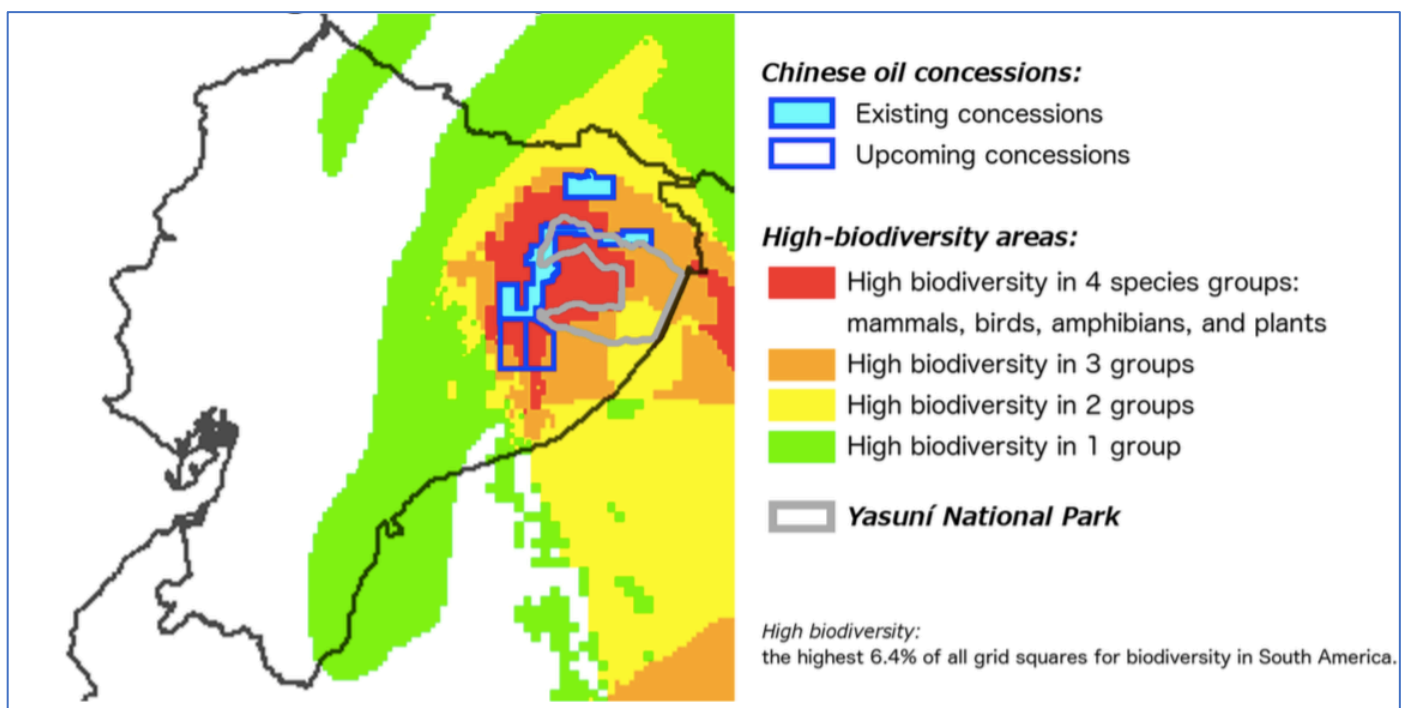 Chinese oil concessions:
Existing concessions
Upcoming concessions
High-biodiversity areas:
High biodiversity in 4 species groups:
mammals, birds, amphibians, and plants
High biodiversity in 3 groups
High biodiversity in 2 groups
High biodiversity in 1 group
Yasuní National Park
High biodiversity:
the highest 6.4% of all grid squares for biodiversity in South America.